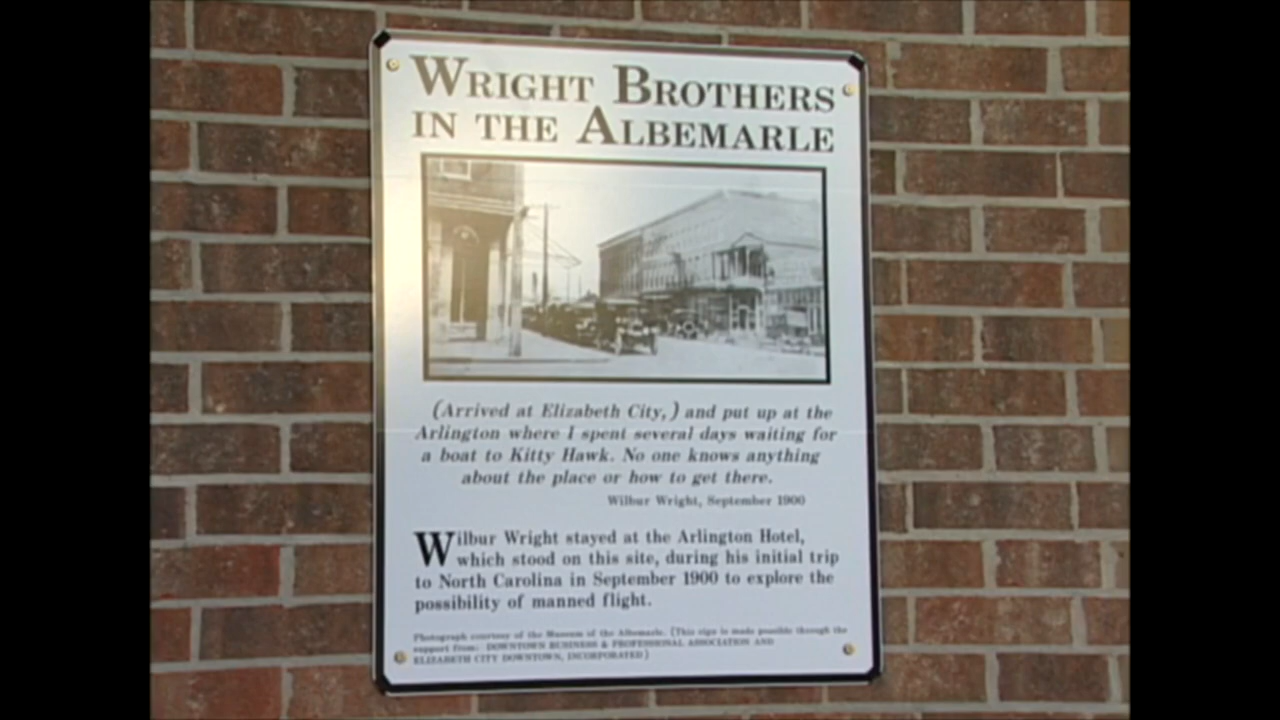 WRIGHT BROTHERS
IN THE ALBEMARLE
(Arrived at Elizabeth City,) and put up at the
Arlington where I spent several days waiting for
a boat to Kitty Hawk. No one knows anything
about the place or how to get there.
Wilbur Wright, September 1900
Wilbur Wright stayed at the Arlington Hotel,
which stood on this site, during his initial trip
to North Carolina in September 1900 to explore the
possibility of manned flight.
Photograph courtesy of the Museum of the Albemarle. (This sign is made possible through the
support from: DOWNTOWN BUSINESS & PROFESSIONAL ASSOCIATION AND
ELIZABETH CITY DOWNTOWN, INCORPORATED)